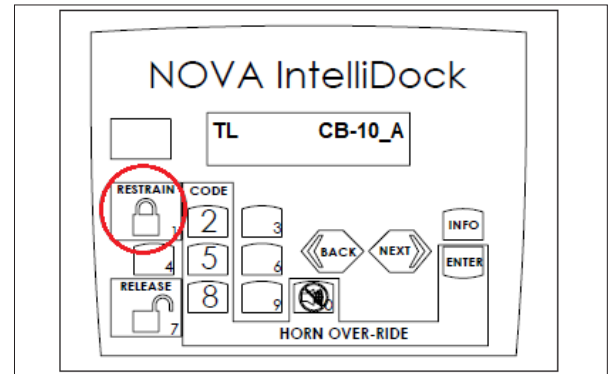 NOVA IntelliDock
TL CB-10_A
RESTRAIN CODE
1 2 3
BACK NEXT INFO
4 5 6 ENTER
RELEASE
7 8 9 0
HORN OVER-RIDE